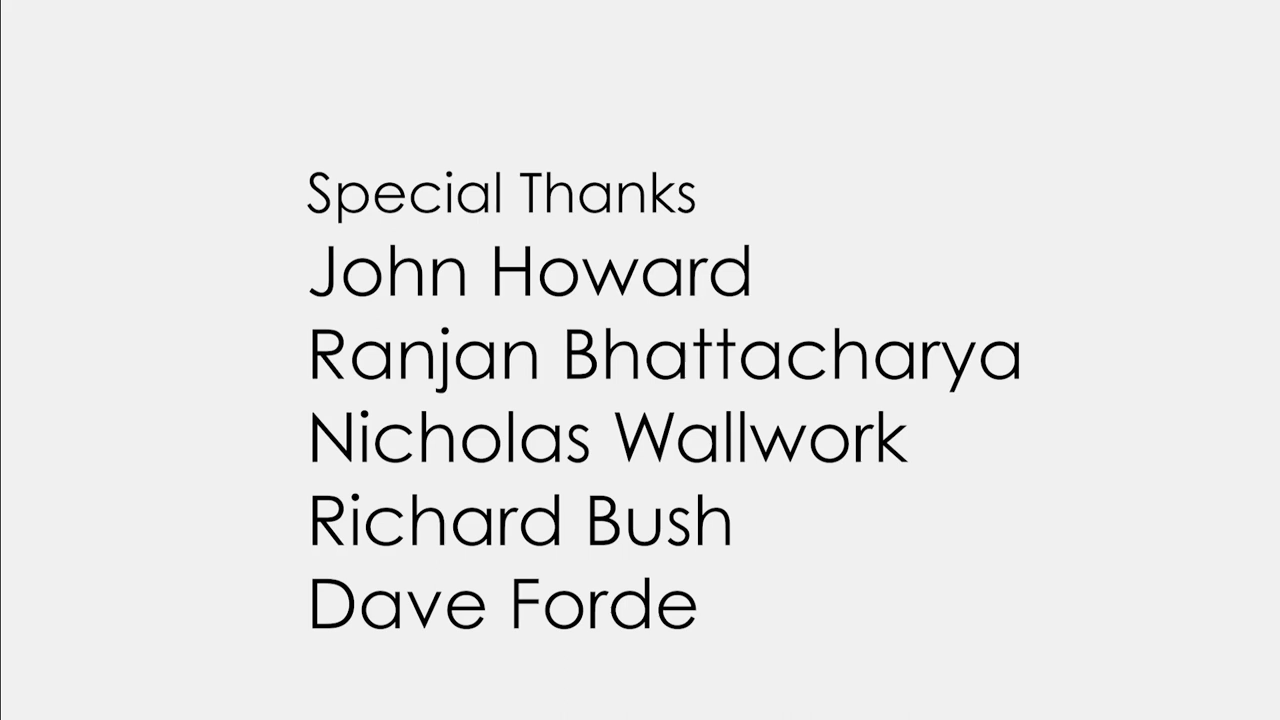 Special Thanks
John Howard
Ranjan Bhattacharya
Nicholas Wallwork
Richard Bush
Dave Forde